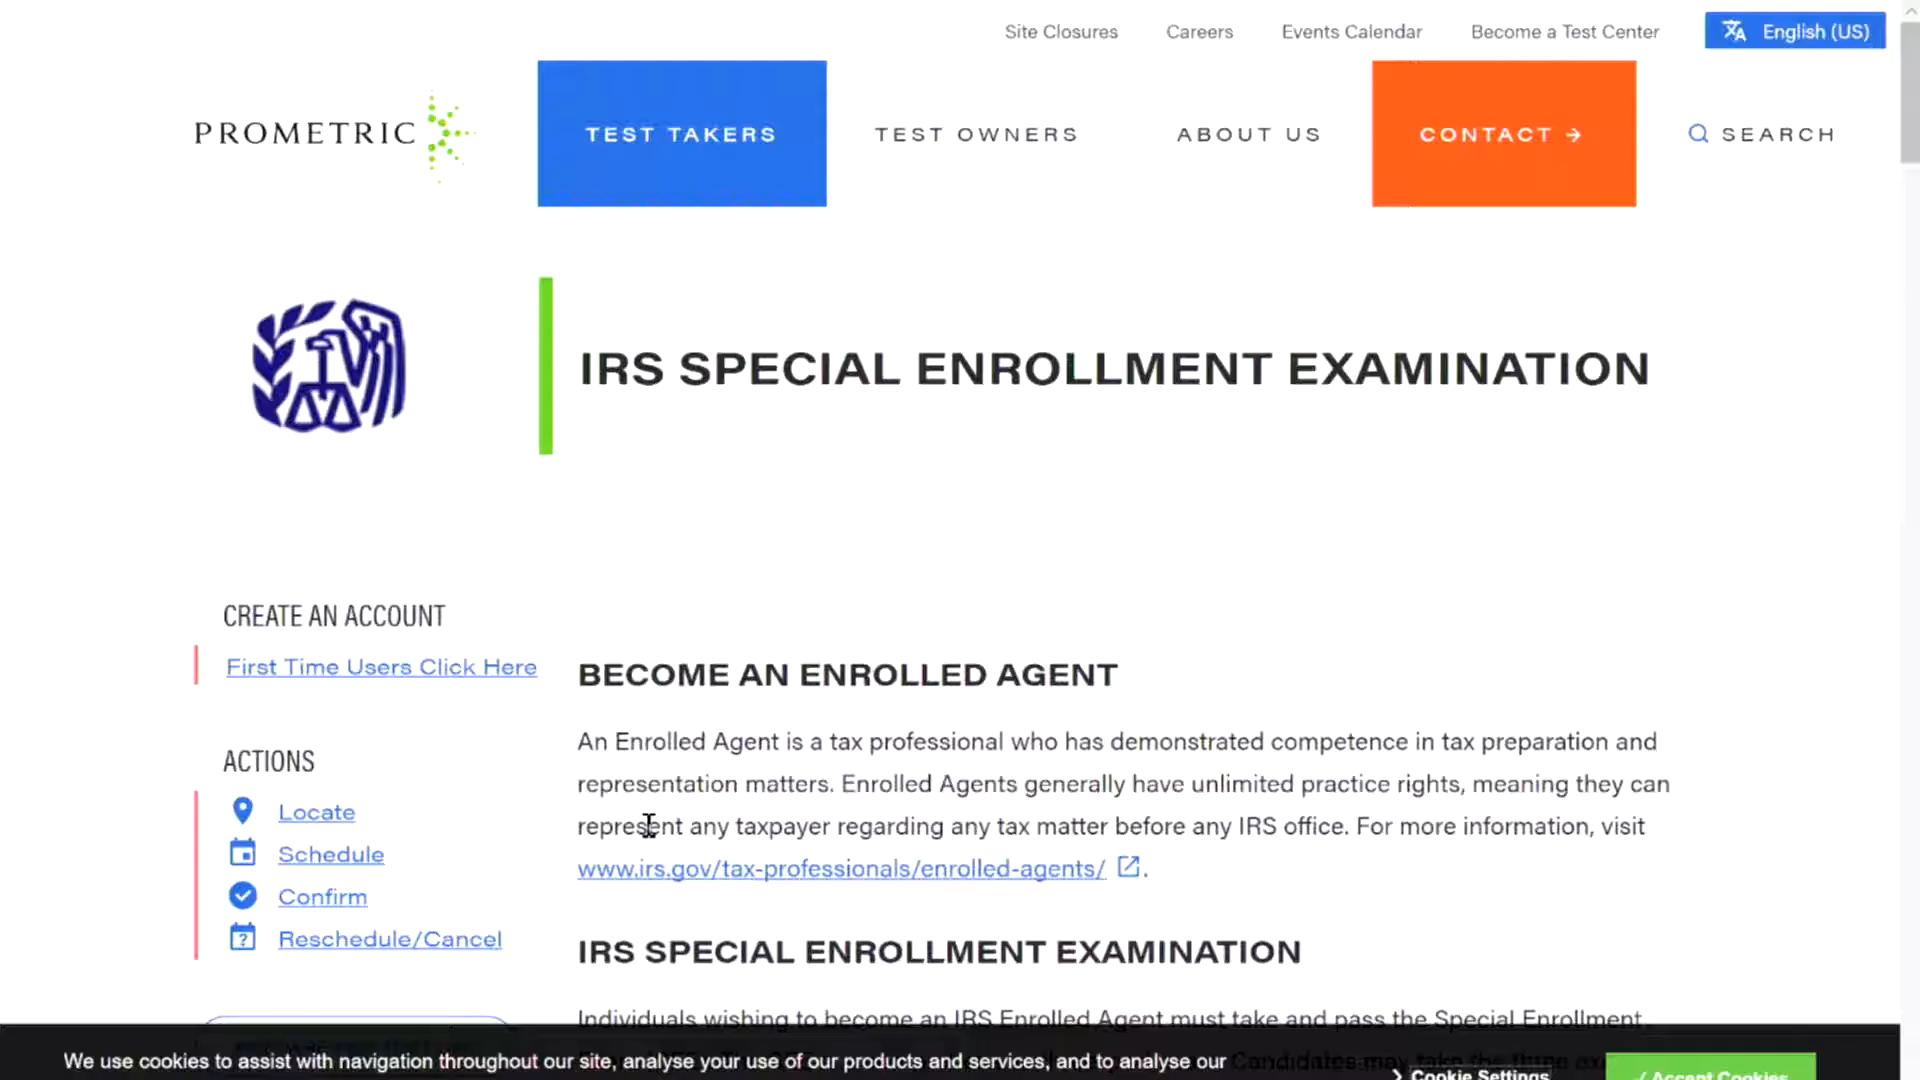 Site Closures
Careers
Events Calendar
Become a Test Center
English (US)
PROMETRIC
TEST TAKERS
TEST OWNERS
ABOUT US
CONTACT →
SEARCH
IRS SPECIAL ENROLLMENT EXAMINATION
CREATE AN ACCOUNT
First Time Users Click Here
ACTIONS
Locate
Schedule
Confirm
Reschedule/Cancel
BECOME AN ENROLLED AGENT
An Enrolled Agent is a tax professional who has demonstrated competence in tax preparation and
representation matters. Enrolled Agents generally have unlimited practice rights, meaning they can
represent any taxpayer regarding any tax matter before any IRS office. For more information, visit
www.irs.gov/tax-professionals/enrolled-agents/ .
IRS SPECIAL ENROLLMENT EXAMINATION
Individuals wishing to become an IRS Enrolled Agent must take and pass the Special Enrollment
Candidates may take the three
We use cookies to assist with navigation throughout our site, analyse your use of our products and services, and to analyse our
Cookie Settings
✓ Accept Cookies